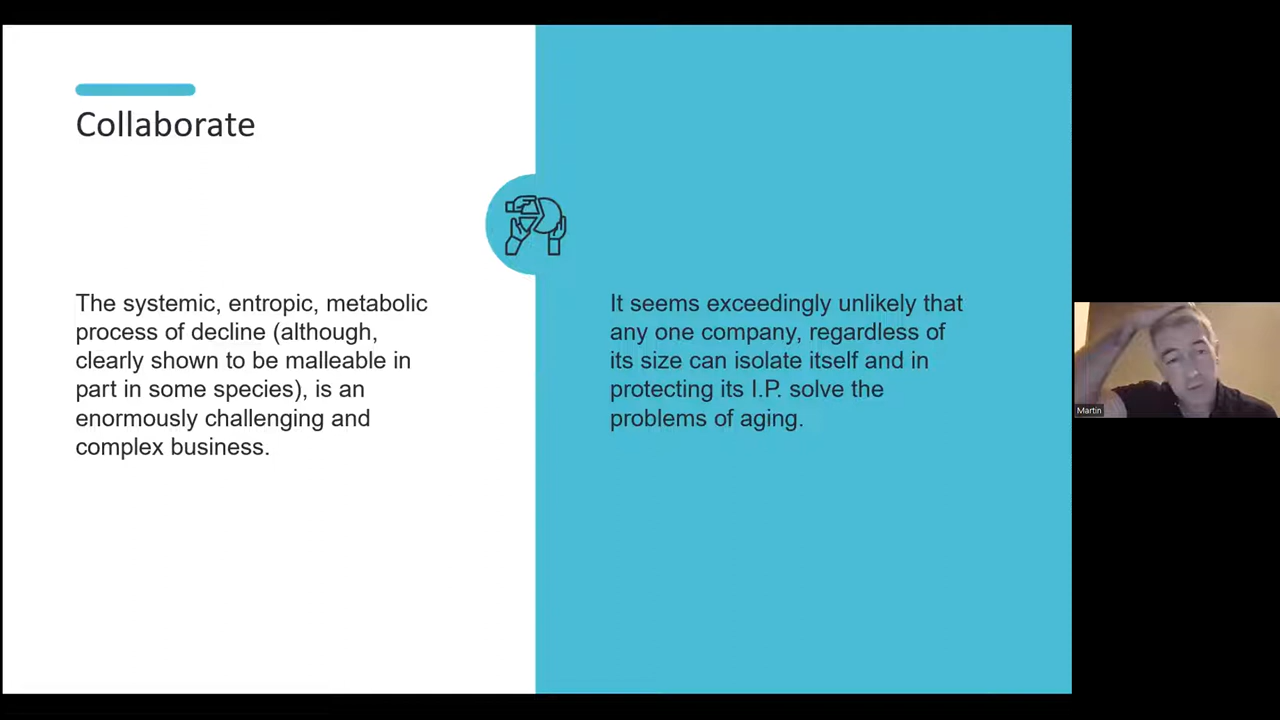 Collaborate
The systemic, entropic, metabolic
process of decline (although,
clearly shown to be malleable in
part in some species), is an
enormously challenging and
complex business.
It seems exceedingly unlikely that
any one company, regardless of
its size can isolate itself and in
protecting its I.P. solve the
problems of aging.
Martin